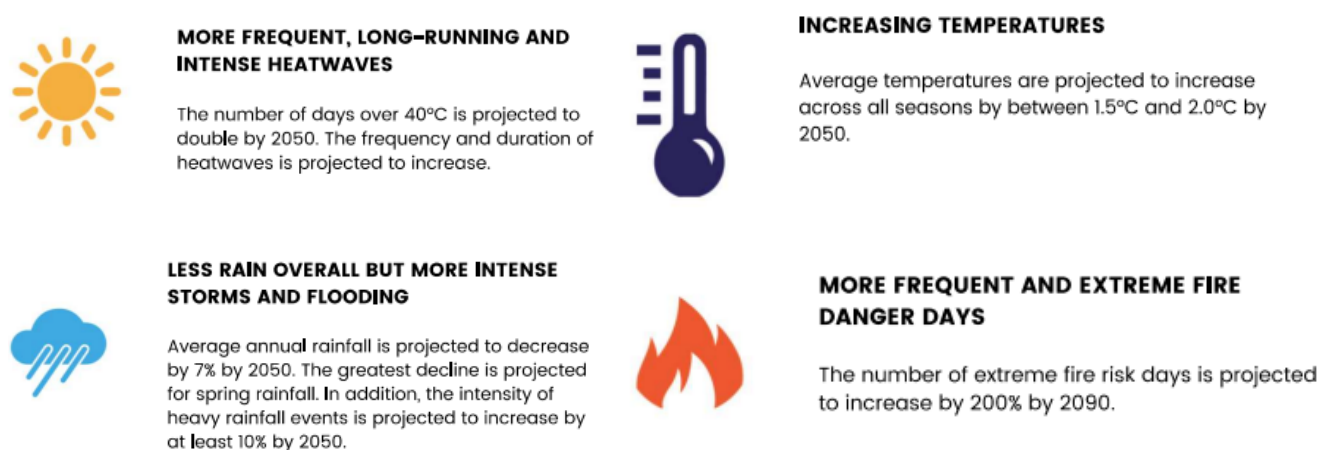 MORE FREQUENT, LONG-RUNNING AND
INTENSE HEATWAVES
The number of days over 40°C is projected to
double by 2050. The frequency and duration of
heatwaves is projected to increase.
INCREASING TEMPERATURES
Average temperatures are projected to increase
across all seasons by between 1.5°C and 2.0°C by
2050.
LESS RAIN OVERALL BUT MORE INTENSE
STORMS AND FLOODING
Average annual rainfall is projected to decrease
by 7% by 2050. The greatest decline is projected
for spring rainfall. In addition, the intensity of
heavy rainfall events is projected to increase by
at least 10% by 2050.
MORE FREQUENT AND EXTREME FIRE
DANGER DAYS
The number of extreme fire risk days is projected
to increase by 200% by 2090.